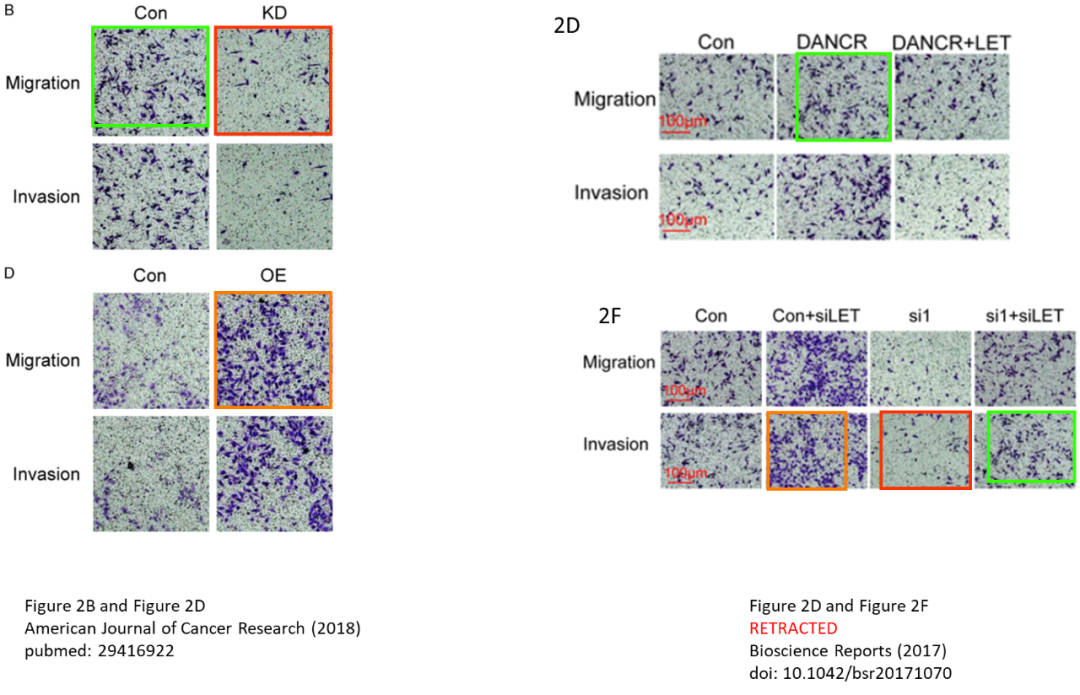 B
Con KD
Migration
Invasion
D
Con OE
Migration
Invasion
Figure 2B and Figure 2D
American Journal of Cancer Research (2018)
pubmed: 29416922
2D
Con DANCR DANCR+LET
Migration
100μm
Invasion
100μm
2F
Con Con+siLET si1 si1+siLET
Migration
100μm
Invasion
100μm
Figure 2D and Figure 2F
RETRACTED
Bioscience Reports (2017)
doi: 10.1042/bsr20171070